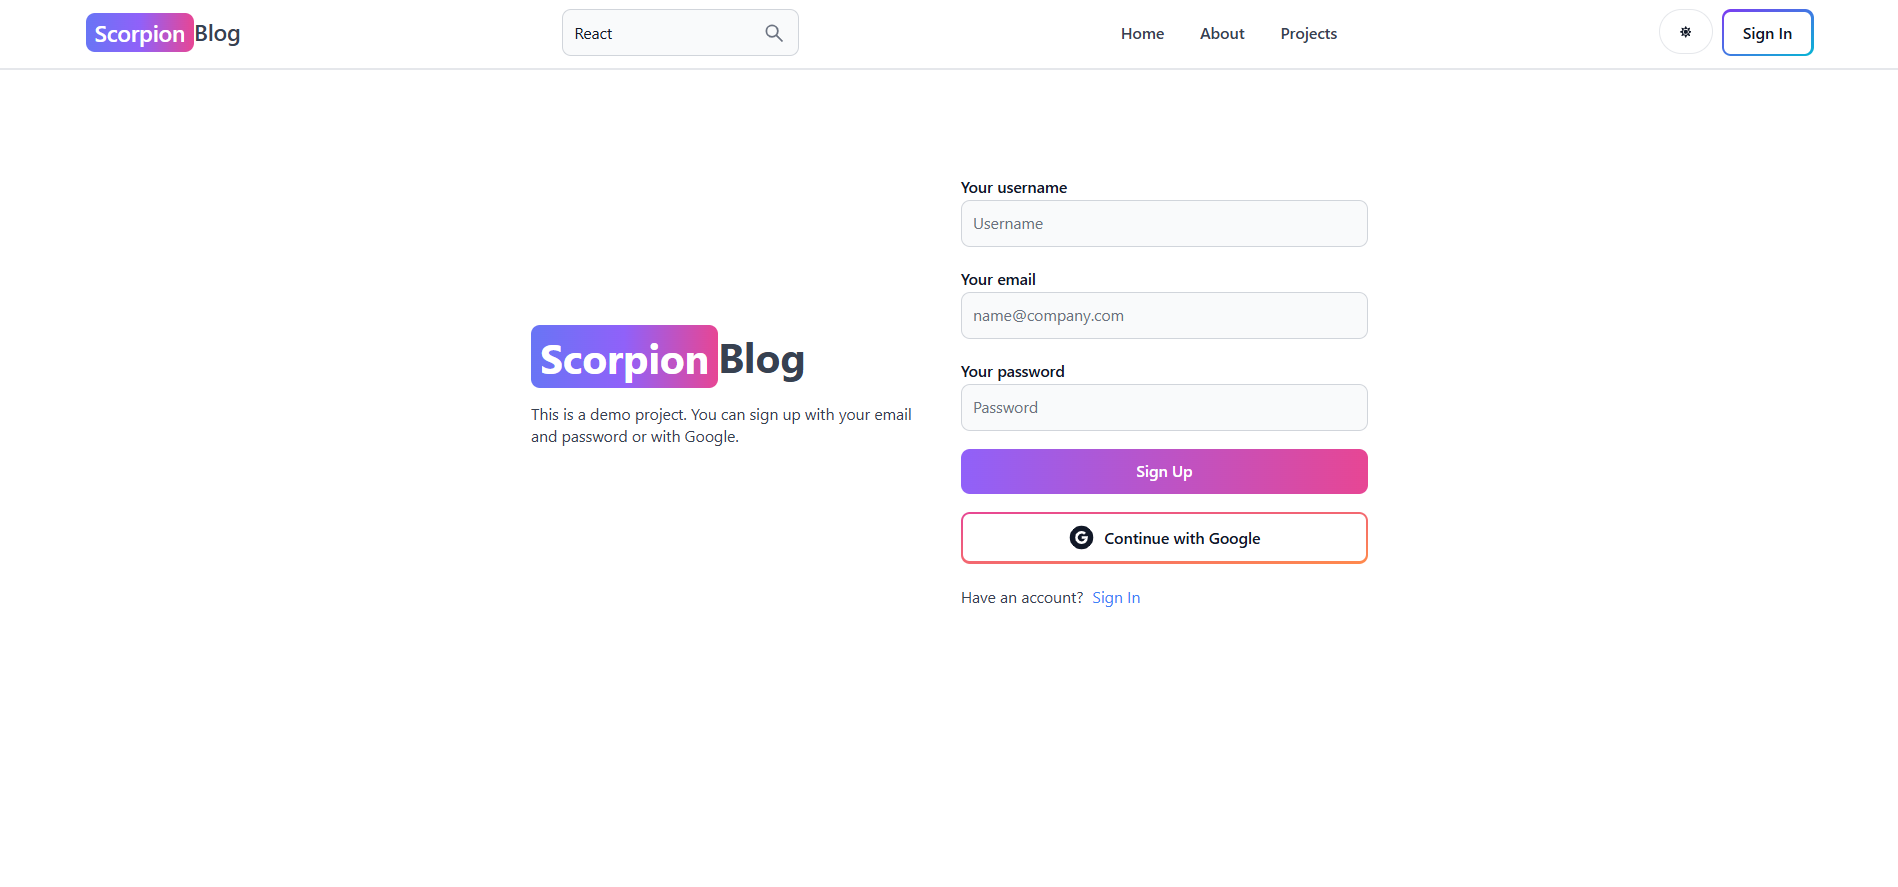 Scorpion Blog
React
Home About Projects
Sign In
Your username
Username
Your email
name@company.com
Your password
Password
Sign Up
Continue with Google
Have an account? Sign In
Scorpion Blog
This is a demo project. You can sign up with your email
and password or with Google.